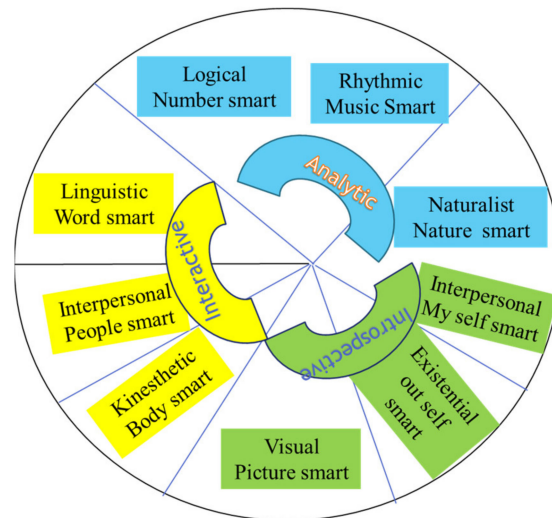 Logical
Number smart
Rhythmic
Music Smart
Analytic
Linguistic
Word smart
Naturalist
Nature smart
Interactive
Interpersonal
People smart
Introspective
Interpersonal
My self smart
Kinesthetic
Body smart
Existential
out self
smart
Visual
Picture smart